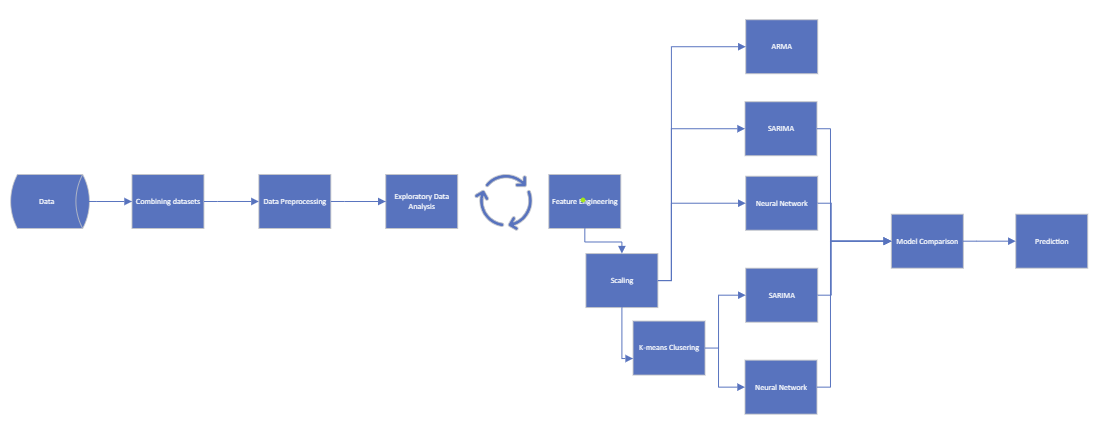 Data
Combining datasets
Data Preprocessing
Exploratory Data
Analysis
Feature Engineering
Scaling
K-means Clusering
ARMA
SARIMA
Neural Network
SARIMA
Neural Network
Model Comparison
Prediction